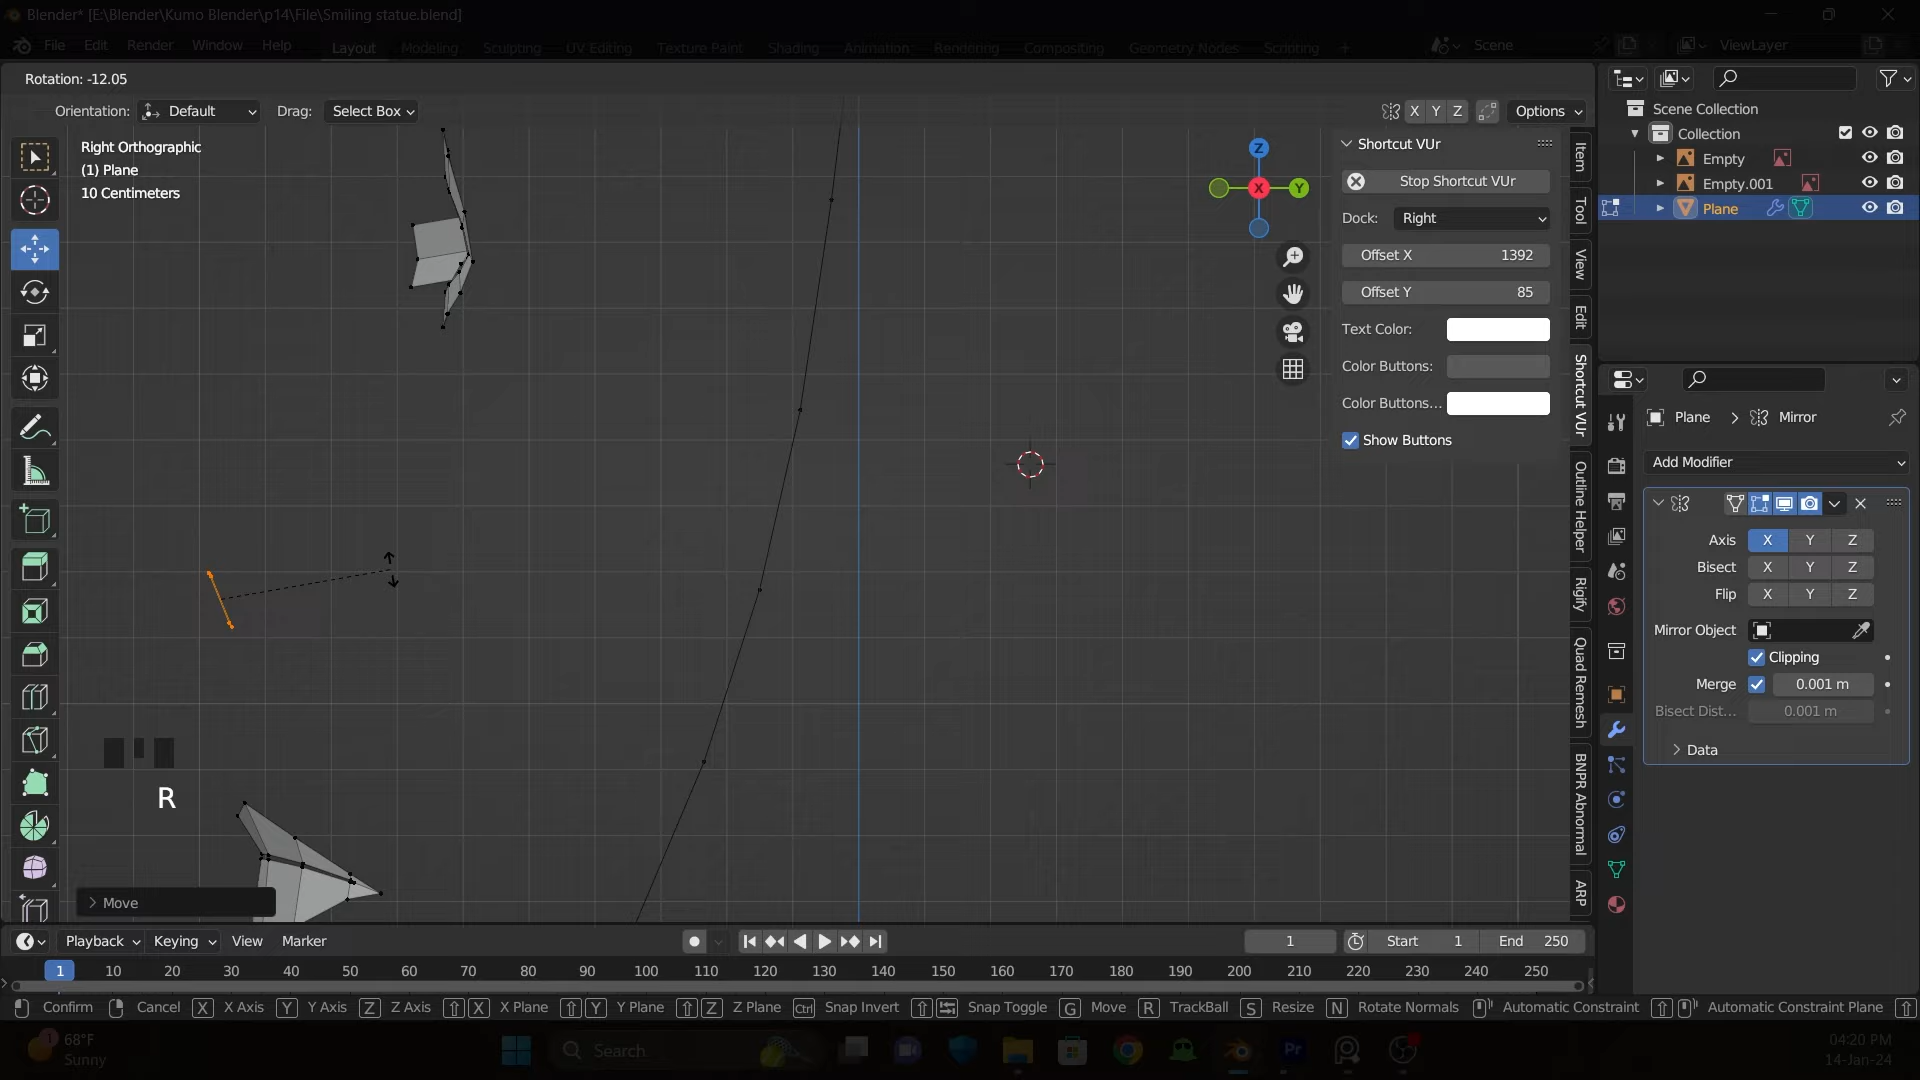 Blender* [E:\Blender\Kumo Blender\p14\File\Smiling statue.blend]
File Edit Render Window Help
Layout Modeling Sculpting UV Editing Texture Paint Shading Animation Rendering Compositing Geometry Nodes Scripting +
Scene
ViewLayer
Rotation: -12.05
Orientation: Default Drag: Select Box
X Y Z Options
Right Orthographic
(1) Plane
10 Centimeters
Z
X
Y
Shortcut VUr
Stop Shortcut VUr
Dock: Right
Offset X 1392
Offset Y 85
Text Color:
Color Buttons:
Color Buttons...
Show Buttons
Item
Tool
View
Edit
Shortcut VUr
Outline Helper
Rigify
Quad Remesh
BNPR Abnormal
ARP
Scene Collection
Collection
Empty
Empty.001
Plane
Plane > Mirror
Add Modifier
Axis X Y Z
Bisect X Y Z
Flip X Y Z
Mirror Object
Clipping
Merge 0.001 m
Bisect Dist... 0.001 m
Data
R
Move
Playback Keying View Marker
1 Start 1 End 250
1 10 20 30 40 50 60 70 80 90 100 110 120 130 140 150 160 170 180 190 200 210 220 230 240 250
Confirm Cancel X X Axis Y Y Axis Z Z Axis X X Plane Y Y Plane Z Z Plane Ctrl Snap Invert Snap Toggle G Move R TrackBall S Resize N Rotate Normals Automatic Constraint Automatic Constraint Plane
68°F
Sunny
Search
Pr
04:20 PM
14-Jan-24